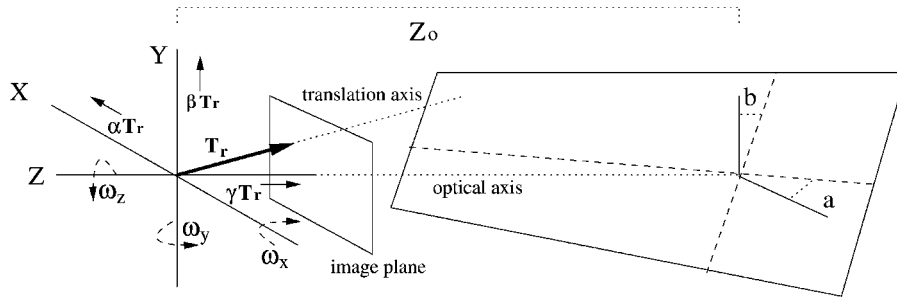 Zo
Y
X
βTr
αTr
translation axis
Tr
b
Z
γTr
optical axis
ωz
a
ωy
ωx
image plane